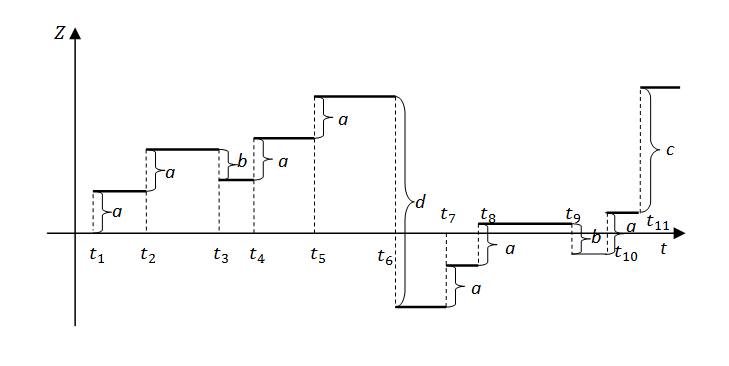 Z
a
d
b
a
a
c
a
t₇
t₈
t₉
t₁₁
a
b
a
a
t₁
t₂
t₃
t₄
t₅
t₆
t₁₀
t
a